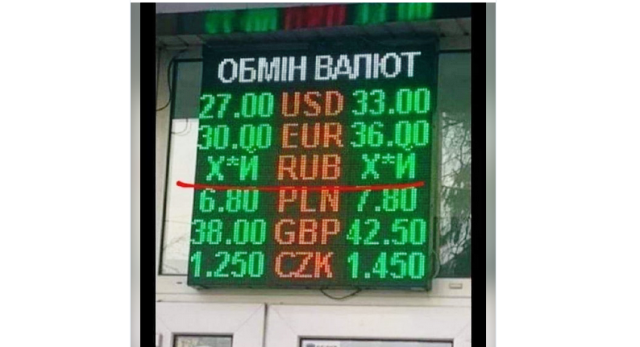 ОБМІН ВАЛЮТ
27.00 USD 33.00
30.00 EUR 36.00
Х*Й RUB Х*Й
6.80 PLN 7.80
38.00 GBP 42.50
1.250 CZK 1.450